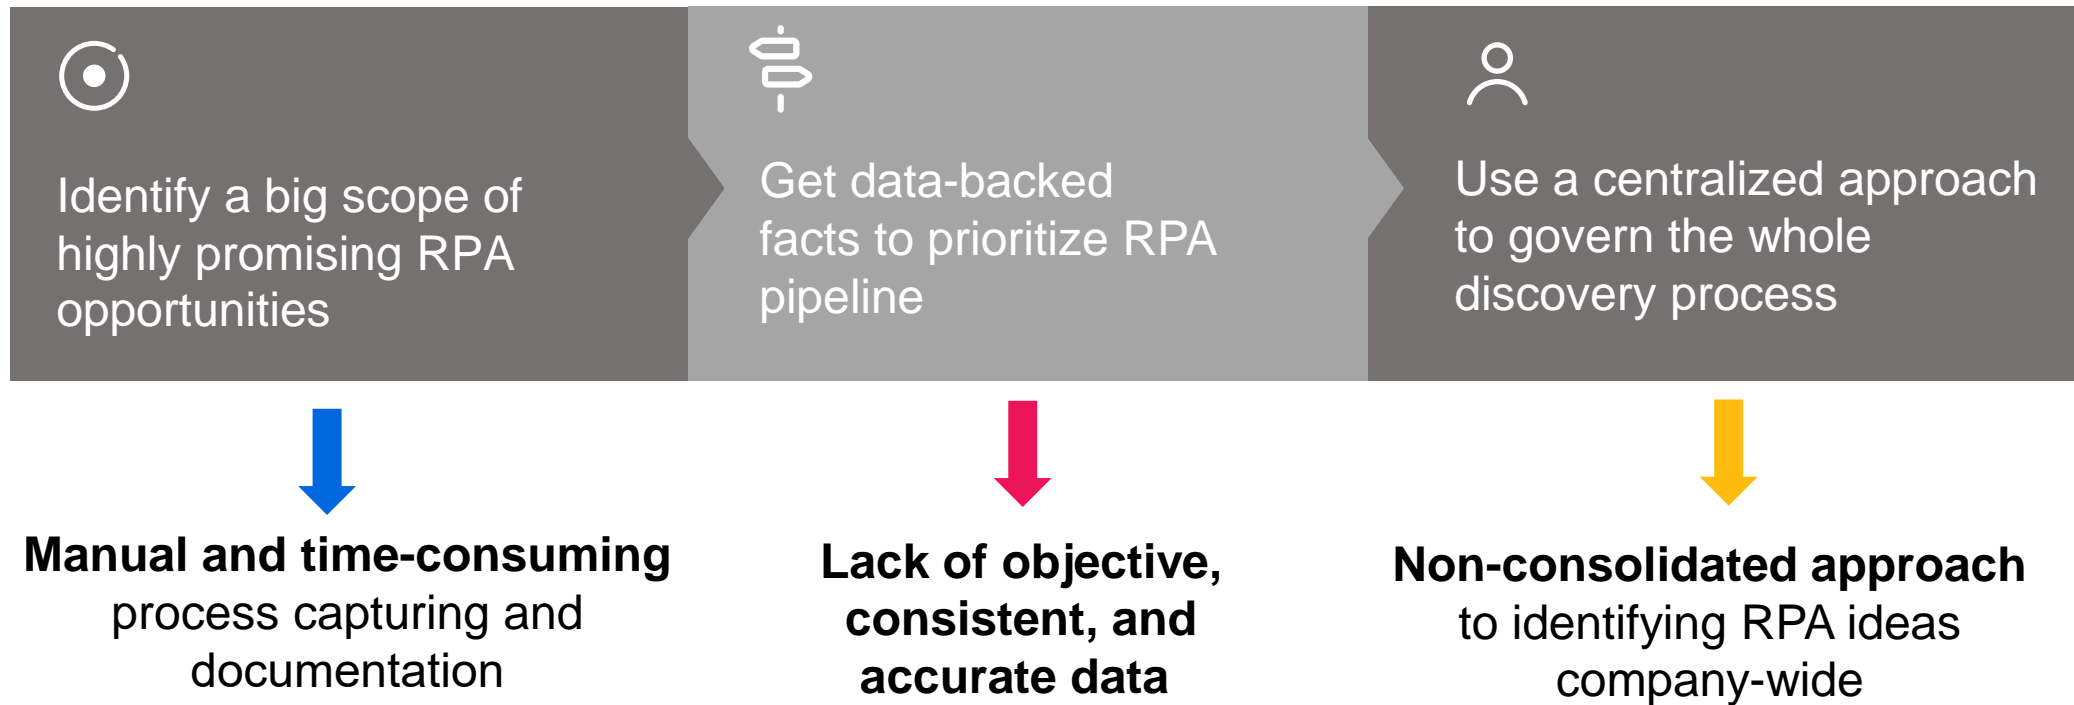 Identify a big scope of
highly promising RPA
opportunities
Get data-backed
facts to prioritize RPA
pipeline
Use a centralized approach
to govern the whole
discovery process
Manual and time-consuming
process capturing and
documentation
Lack of objective,
consistent, and
accurate data
Non-consolidated approach
to identifying RPA ideas
company-wide